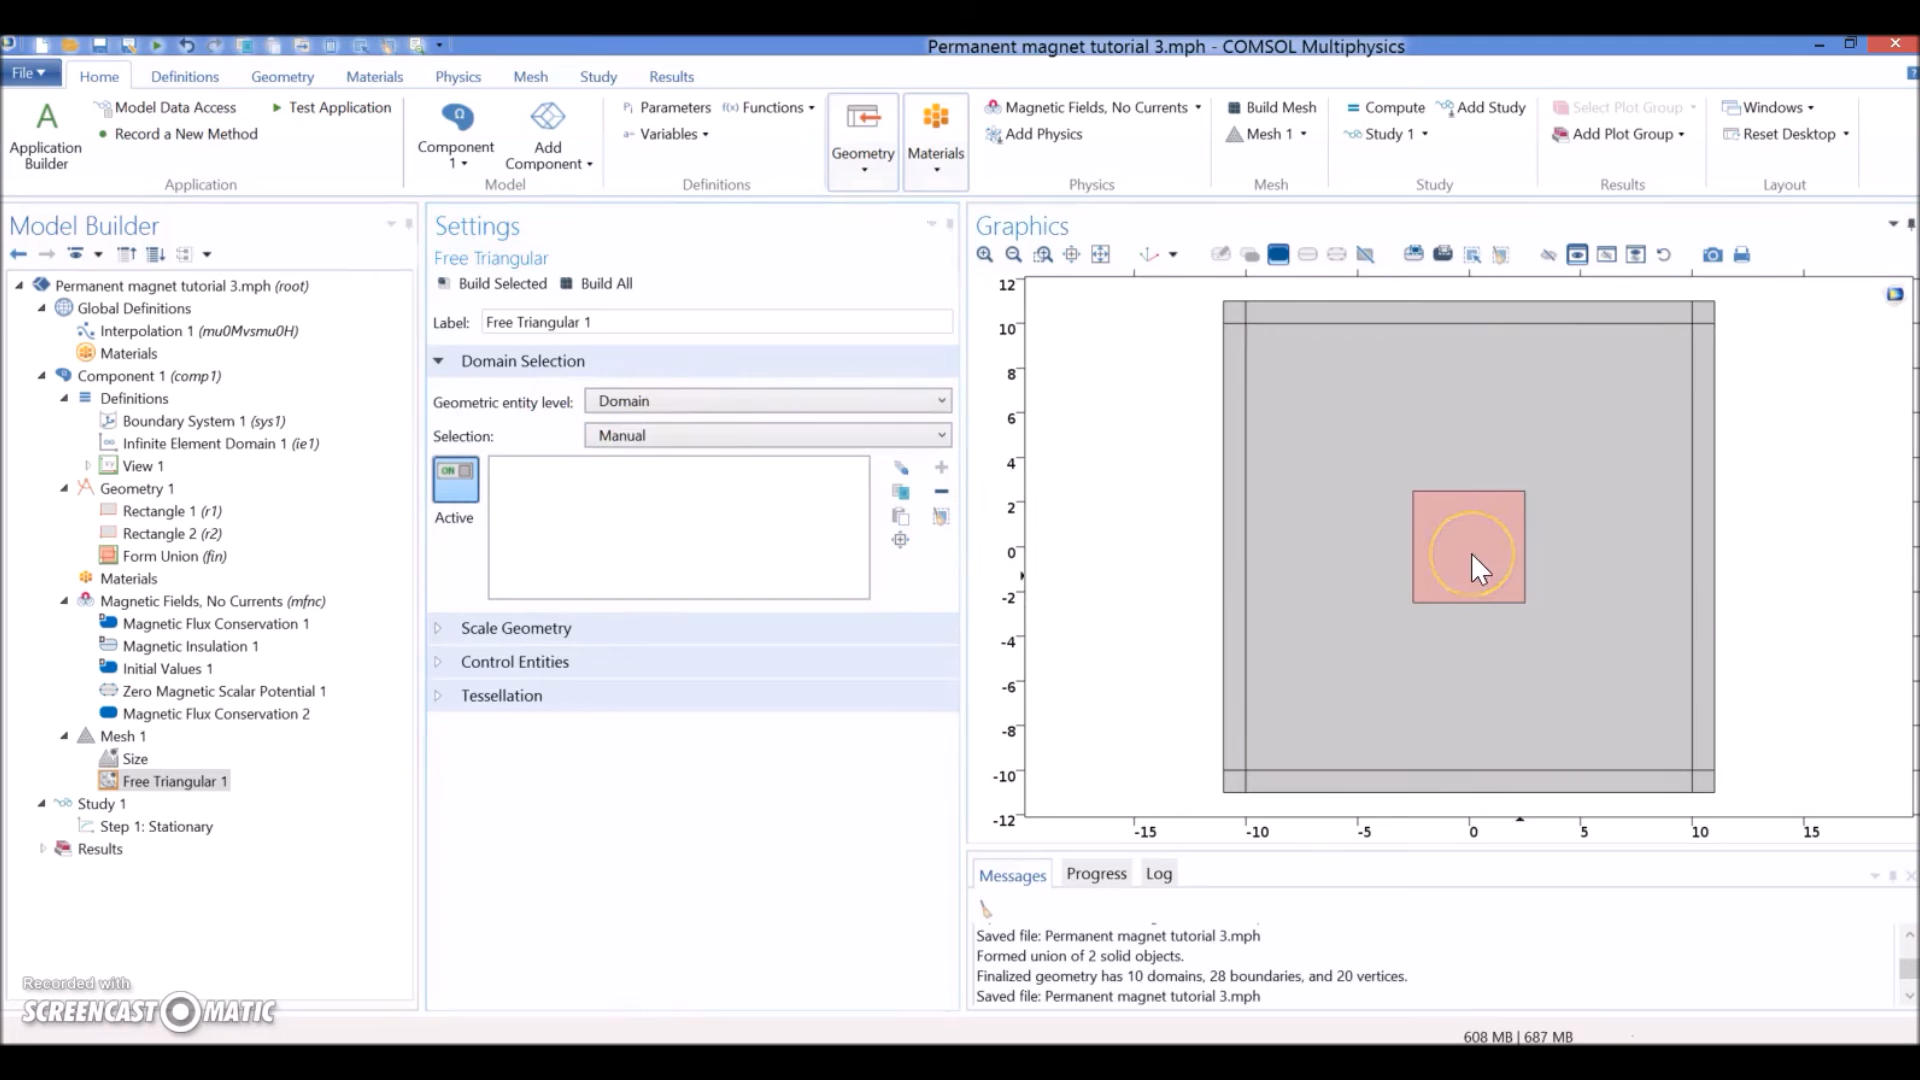 Permanent magnet tutorial 3.mph - COMSOL Multiphysics
File
Home
Definitions
Geometry
Materials
Physics
Mesh
Study
Results
Application Builder
Model Data Access
Test Application
Record a New Method
Application
Component 1
Add Component
Model
Pi Parameters
f(x) Functions
a= Variables
Definitions
Geometry
Materials
Magnetic Fields, No Currents
Add Physics
Physics
Build Mesh
Mesh 1
Mesh
Compute
Add Study
Study 1
Study
Select Plot Group
Add Plot Group
Results
Windows
Reset Desktop
Layout
Model Builder
Permanent magnet tutorial 3.mph (root)
Global Definitions
Interpolation 1 (mu0Mvsmu0H)
Materials
Component 1 (comp1)
Definitions
Boundary System 1 (sys1)
Infinite Element Domain 1 (ie1)
View 1
Geometry 1
Rectangle 1 (r1)
Rectangle 2 (r2)
Form Union (fin)
Materials
Magnetic Fields, No Currents (mfnc)
Magnetic Flux Conservation 1
Magnetic Insulation 1
Initial Values 1
Zero Magnetic Scalar Potential 1
Magnetic Flux Conservation 2
Mesh 1
Size
Free Triangular 1
Study 1
Step 1: Stationary
Results
Recorded with
SCREENCAST MATIC
Settings
Free Triangular
Build Selected
Build All
Label: Free Triangular 1
Domain Selection
Geometric entity level: Domain
Selection: Manual
ON
Active
Scale Geometry
Control Entities
Tessellation
Graphics
12
10
8
6
4
2
0
-2
-4
-6
-8
-10
-12
-15
-10
-5
0
5
10
15
Messages
Progress
Log
Saved file: Permanent magnet tutorial 3.mph
Formed union of 2 solid objects.
Finalized geometry has 10 domains, 28 boundaries, and 20 vertices.
Saved file: Permanent magnet tutorial 3.mph
608 MB | 687 MB